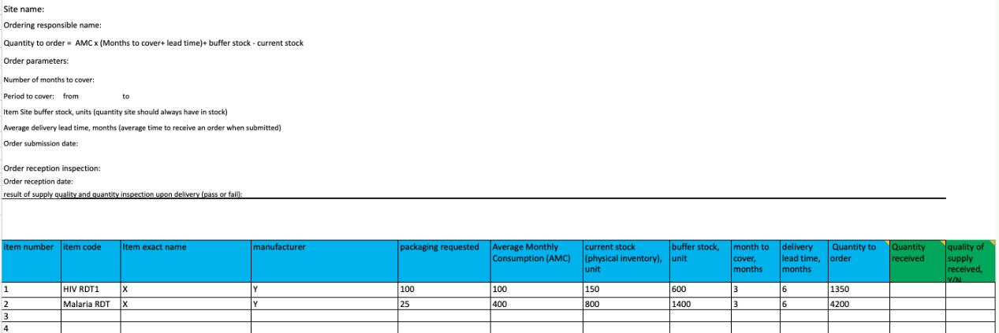 Site name:
Ordering responsible name:
Quantity to order = AMC x (Months to cover+ lead time)+ buffer stock - current stock
Order parameters:
Number of months to cover:
Period to cover: from to
Item Site buffer stock, units (quantity site should always have in stock)
Average delivery lead time, months (average time to receive an order when submitted)
Order submission date:
Order reception inspection:
Order reception date:
result of supply quality and quantity inspection upon delivery (pass or fail):
item number item code Item exact name manufacturer packaging requested Average Monthly Consumption (AMC) current stock (physical inventory), unit buffer stock, unit month to cover, months delivery lead time, months Quantity to order Quantity received quality of supply received, Y/N
1 HIV RDT1 X Y 100 100 150 600 3 6 1350
2 Malaria RDT X Y 25 400 800 1400 3 6 4200
3
4